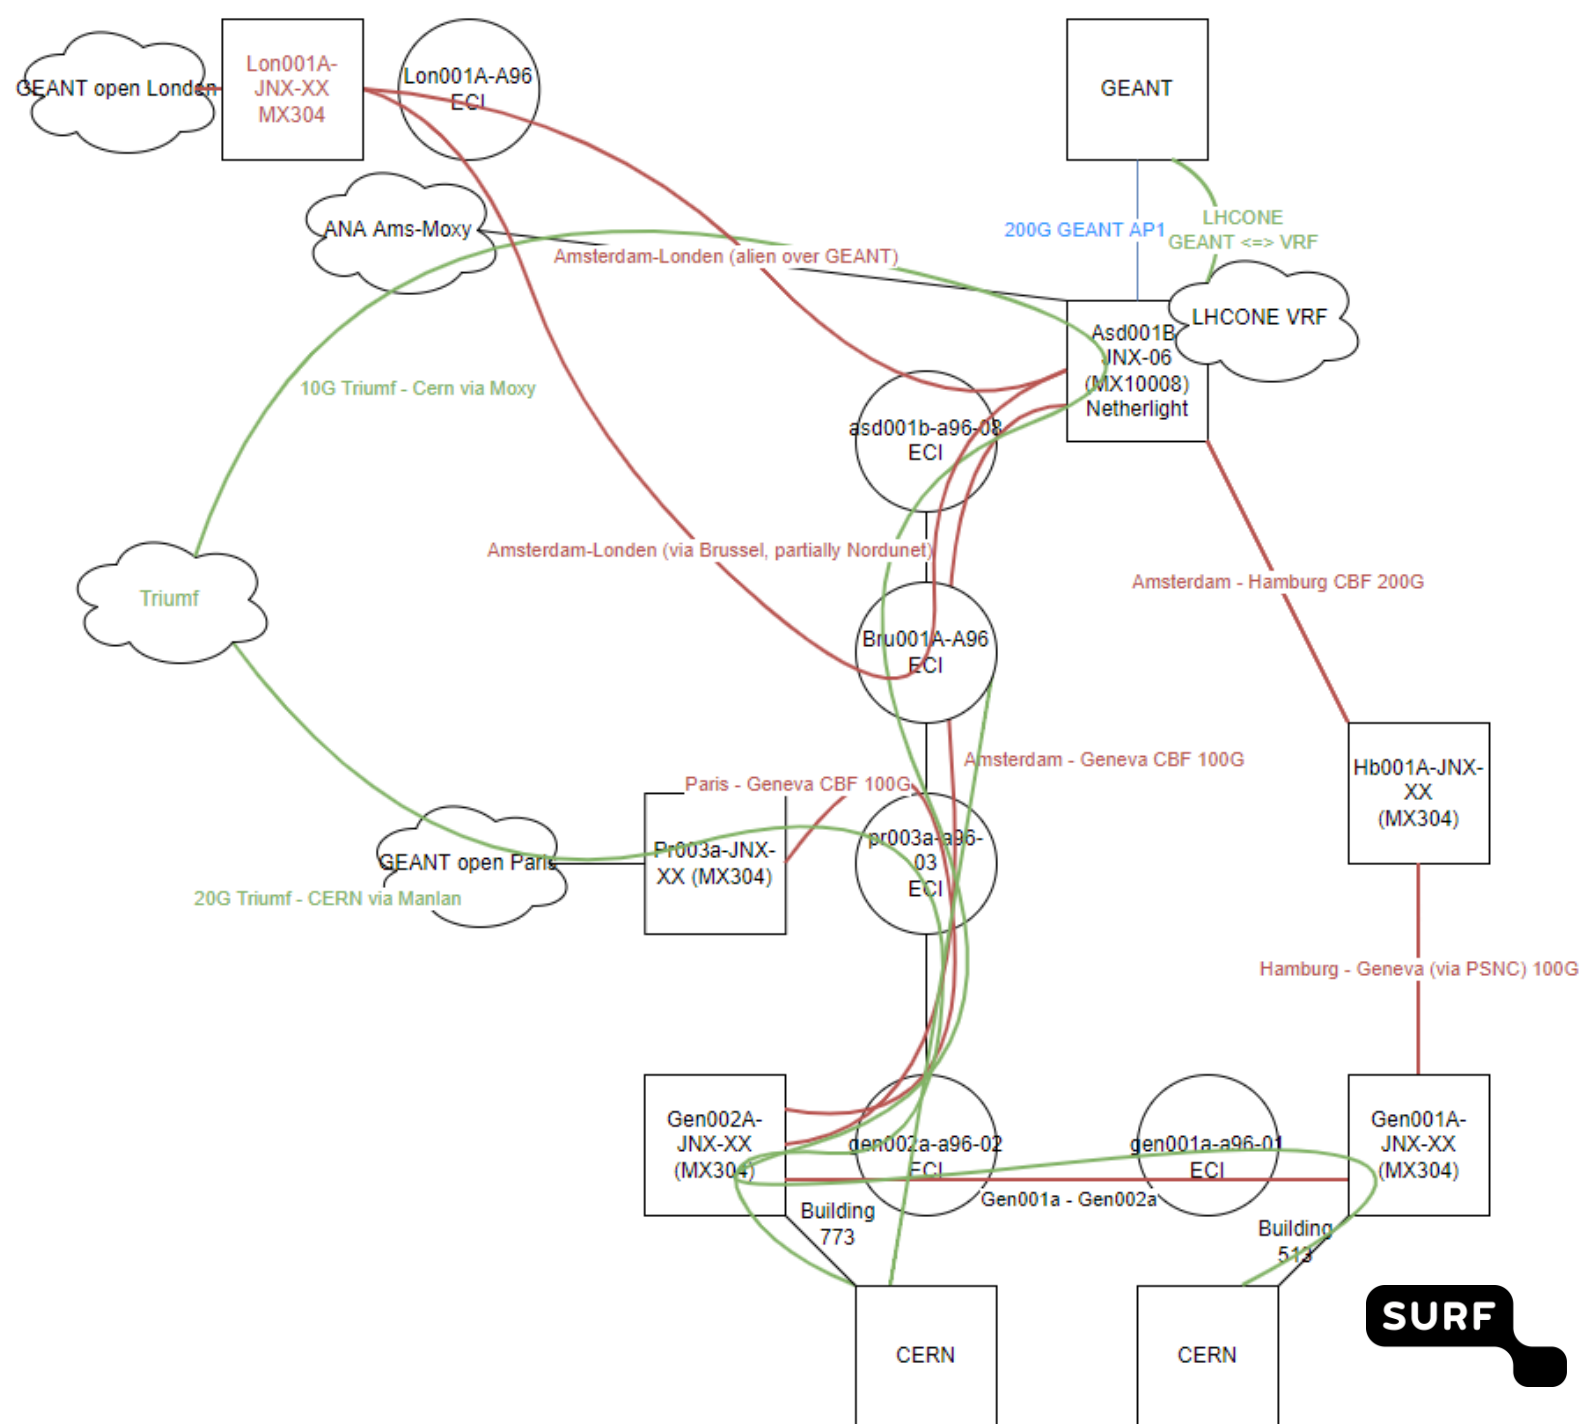 GEANT open Londen
Lon001A-
JNX-XX
MX304
Lon001A-A96
ECI
GEANT
ANA Ams-Moxy
200G GEANT AP1
LHCONE
GEANT <=> VRF
Amsterdam-Londen (alien over GEANT)
LHCONE VRF
Asd001B
JNX-06
(MX10008)
Netherlight
10G Triumf - Cern via Moxy
asd001b-a96-08
ECI
Amsterdam-Londen (via Brussel, partially Nordunet)
Amsterdam - Hamburg CBF 200G
Triumf
Bru001A-A96
ECI
Amsterdam - Geneva CBF 100G
Paris - Geneva CBF 100G
Hb001A-JNX-
XX
(MX304)
GEANT open Paris
Pr003a-JNX-
XX (MX304)
pr003a-a96-
03
ECI
20G Triumf - CERN via Manlan
Hamburg - Geneva (via PSNC) 100G
Gen002A-
JNX-XX
(MX304)
gen002a-a96-02
ECI
gen001a-a96-01
ECI
Gen001A-
JNX-XX
(MX304)
Gen001a - Gen002a
Building
773
Building
513
CERN
CERN
SURF